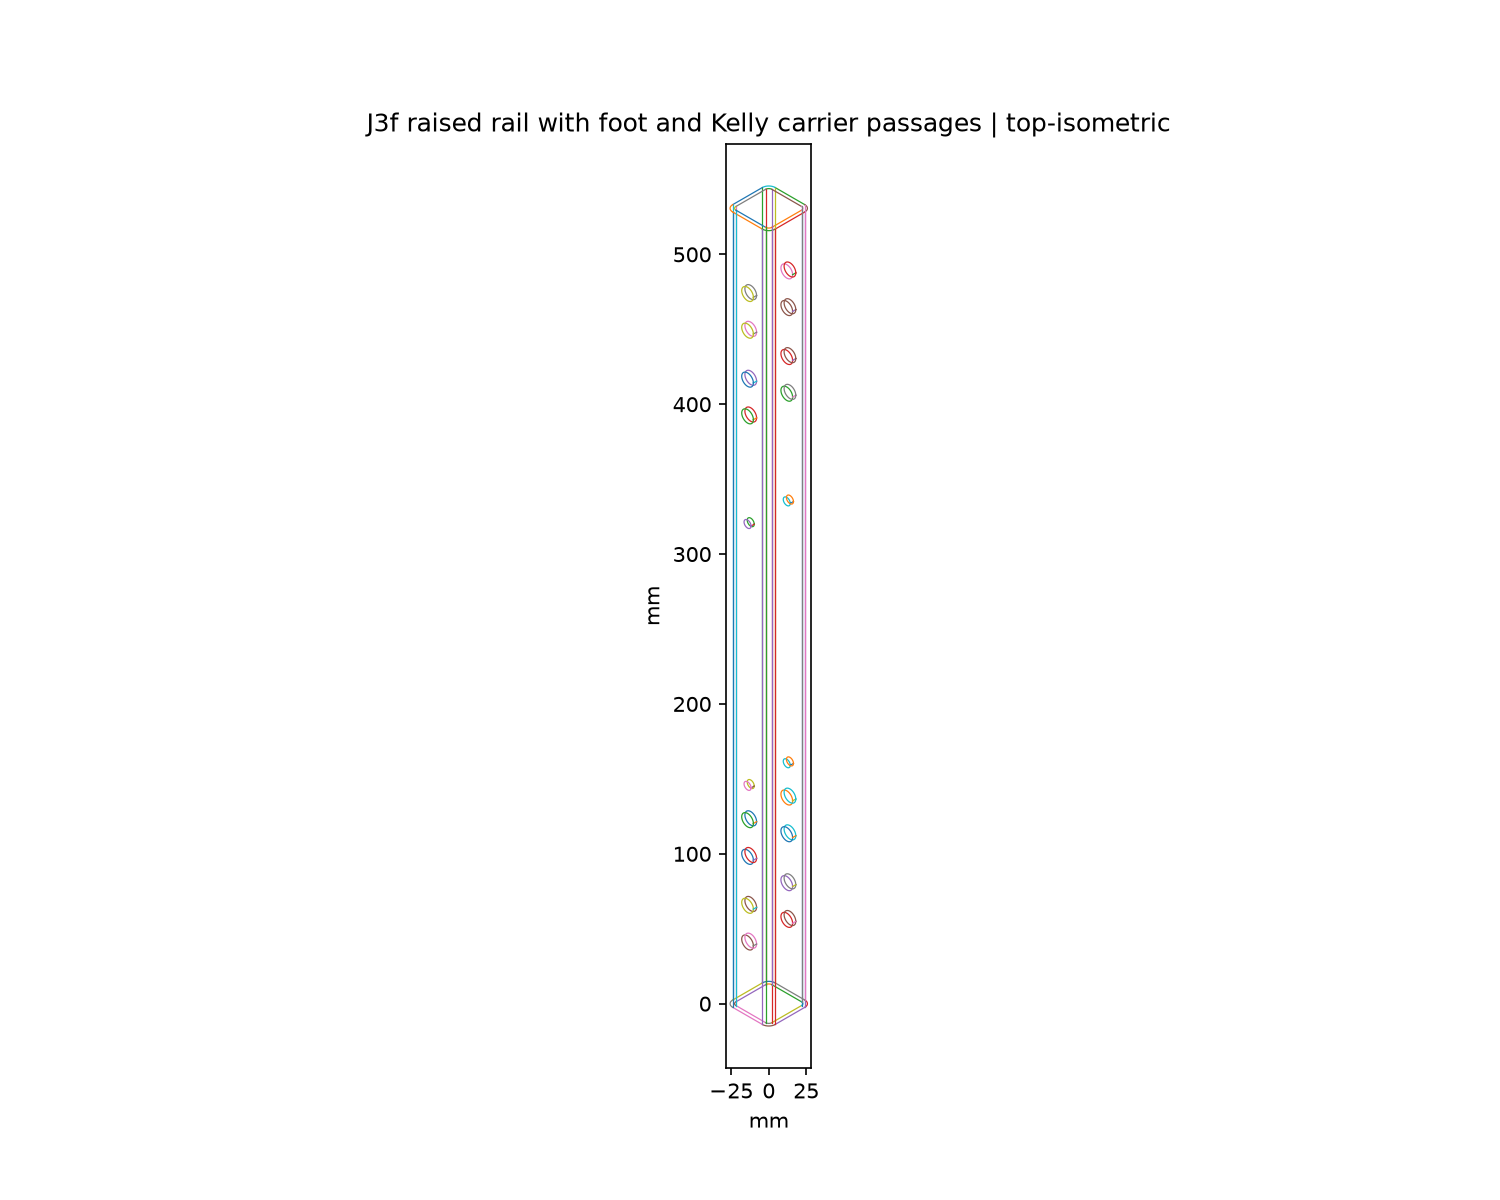 J3f raised rail with foot and Kelly carrier passages | top-isometric
500
400
300
200
100
0
mm
−25 0 25
mm